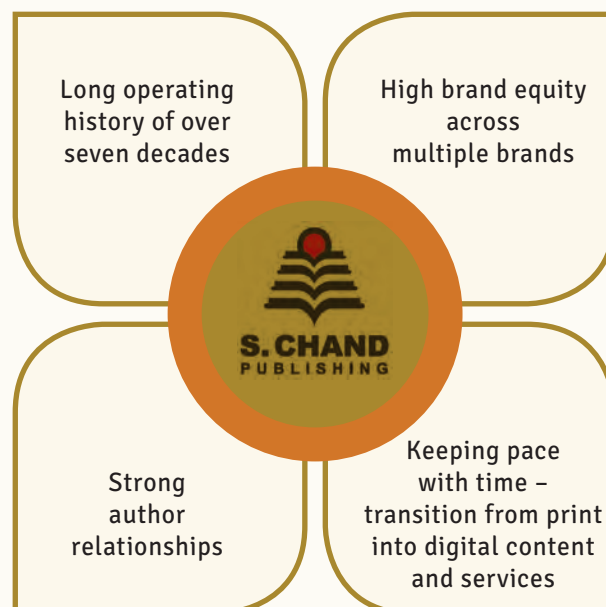 Long operating
history of over
seven decades
High brand equity
across
multiple brands
S. CHAND
PUBLISHING
Strong
author
relationships
Keeping pace
with time –
transition from print
into digital content
and services